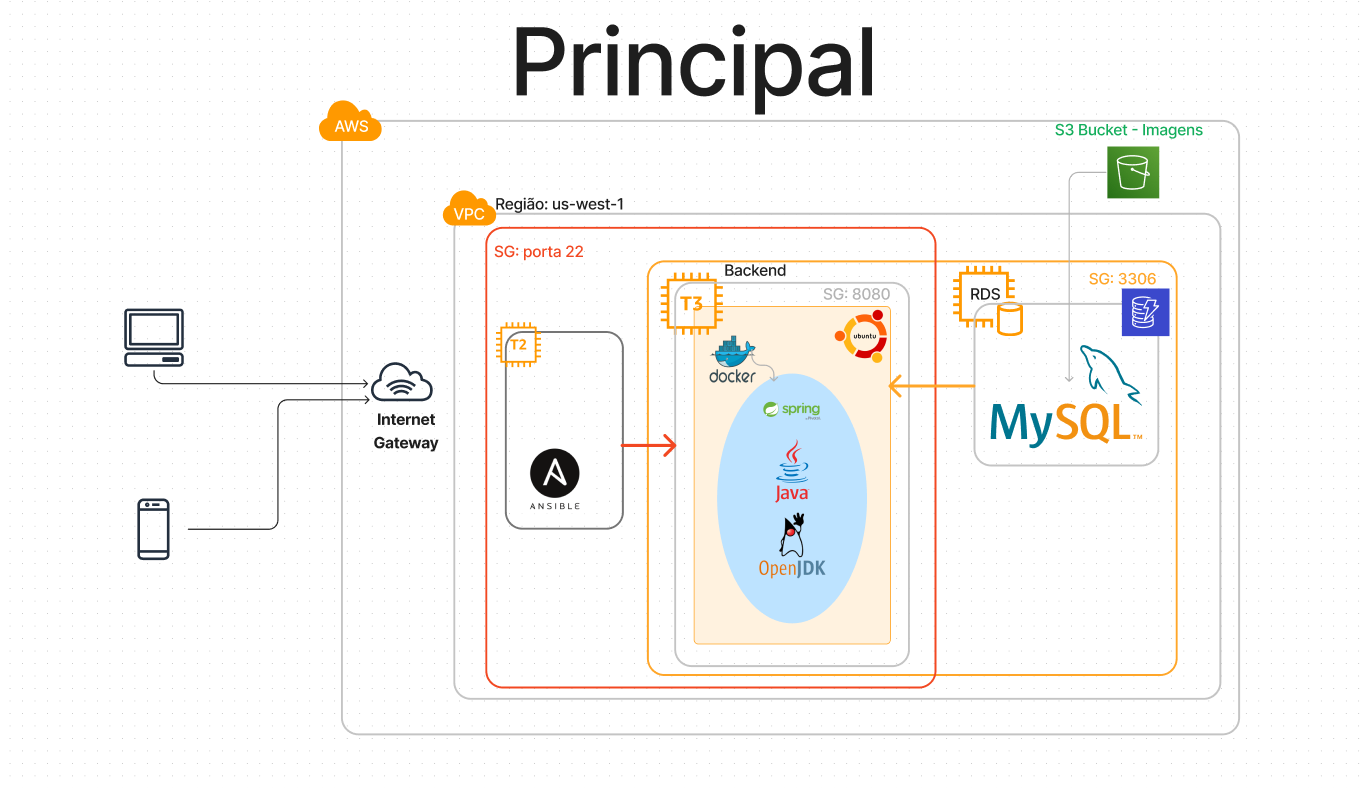 Principal
AWS
S3 Bucket - Imagens
VPC
Região: us-west-1
SG: porta 22
Backend
SG: 3306
T3
SG: 8080
RDS
T2
ubuntu
docker
spring
Internet
Gateway
MySQL™
Java
ANSIBLE
OpenJDK